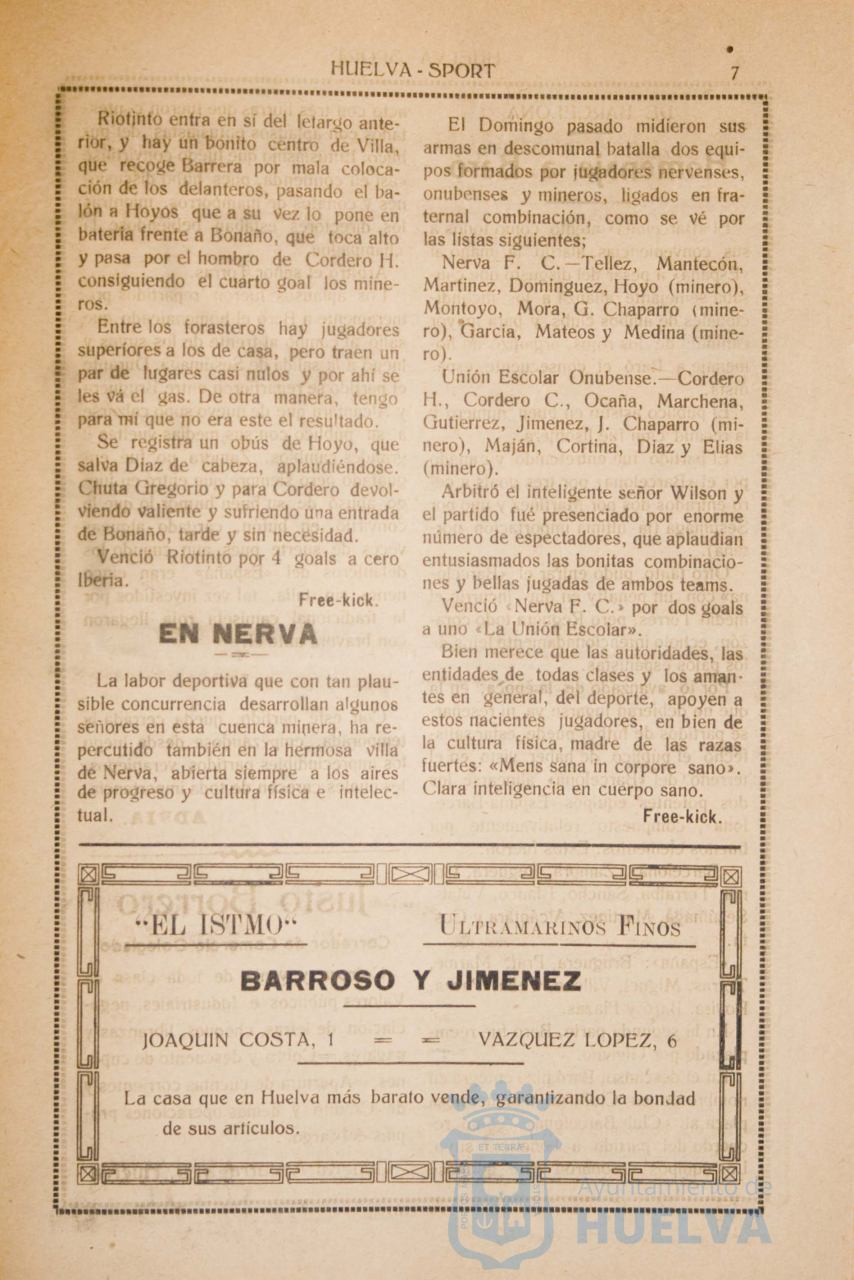 HUELVA - SPORT
7
Riotinto entra en sí del letargo ante-
rior, y hay un bonito centro de Villa,
que recoge Barrera por mala coloca-
ción de los delanteros, pasando el ba-
lón a Hoyos que a su vez lo pone en
batería frente a Bonaño, que toca alto
y pasa por el hombro de Cordero H.
consiguiendo el cuarto goal los mine-
ros.
Entre los forasteros hay jugadores
superiores a los de casa, pero traen un
par de lugares casi nulos y por ahí se
les vá el gas. De otra manera, tengo
para mí que no era este el resultado.
Se registra un obús de Hoyo, que
salva Diaz de cabeza, aplaudiéndose.
Chuta Gregorio y para Cordero devol-
viendo valiente y sufriendo una entrada
de Bonaño, tarde y sin necesidad.
Venció Riotinto por 4 goals a cero
Iberia.
Free-kick.
EN NERVA
La labor deportiva que con tan plau-
sible concurrencia desarrollan algunos
señores en esta cuenca minera, ha re-
percutido también en la hermosa villa
de Nerva, abierta siempre a los aires
de progreso y cultura física e intelec-
tual.
El Domingo pasado midieron sus
armas en descomunal batalla dos equi-
pos formados por jugadores nervenses,
onubenses y mineros, ligados en fra-
ternal combinación, como se vé por
las listas siguientes;
Nerva F. C.—Tellez, Mantecón,
Martinez, Dominguez, Hoyo (minero),
Montoyo, Mora, G. Chaparro (mine-
ro), García, Mateos y Medina (mine-
ro).
Unión Escolar Onubense.—Cordero
H., Cordero C., Ocaña, Marchena,
Gutierrez, Jimenez, J. Chaparro (mi-
nero), Maján, Cortina, Diaz y Elias
(minero).
Arbitró el inteligente señor Wilson y
el partido fué presenciado por enorme
número de espectadores, que aplaudian
entusiasmados las bonitas combinacio-
nes y bellas jugadas de ambos teams.
Venció «Nerva F. C.» por dos goals
a uno «La Unión Escolar».
Bien merece que las autoridades, las
entidades de todas clases y los aman-
tes en general, del deporte, apoyen a
estos nacientes jugadores, en bien de
la cultura física, madre de las razas
fuertes: «Mens sana in corpore sano».
Clara inteligencia en cuerpo sano.
Free-kick.
"EL ISTMO"
ULTRAMARINOS FINOS
BARROSO Y JIMENEZ
JOAQUIN COSTA, 1 = = VAZQUEZ LOPEZ, 6
La casa que en Huelva más barato vende, garantizando la bondad
de sus artículos.
Ayuntamiento de
HUELVA